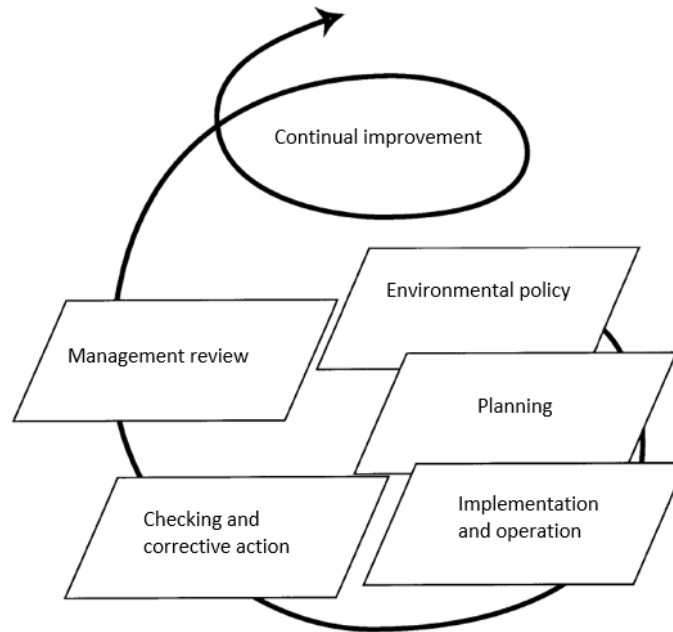 Continual improvement
Environmental policy
Management review
Planning
Implementation
and operation
Checking and
corrective action